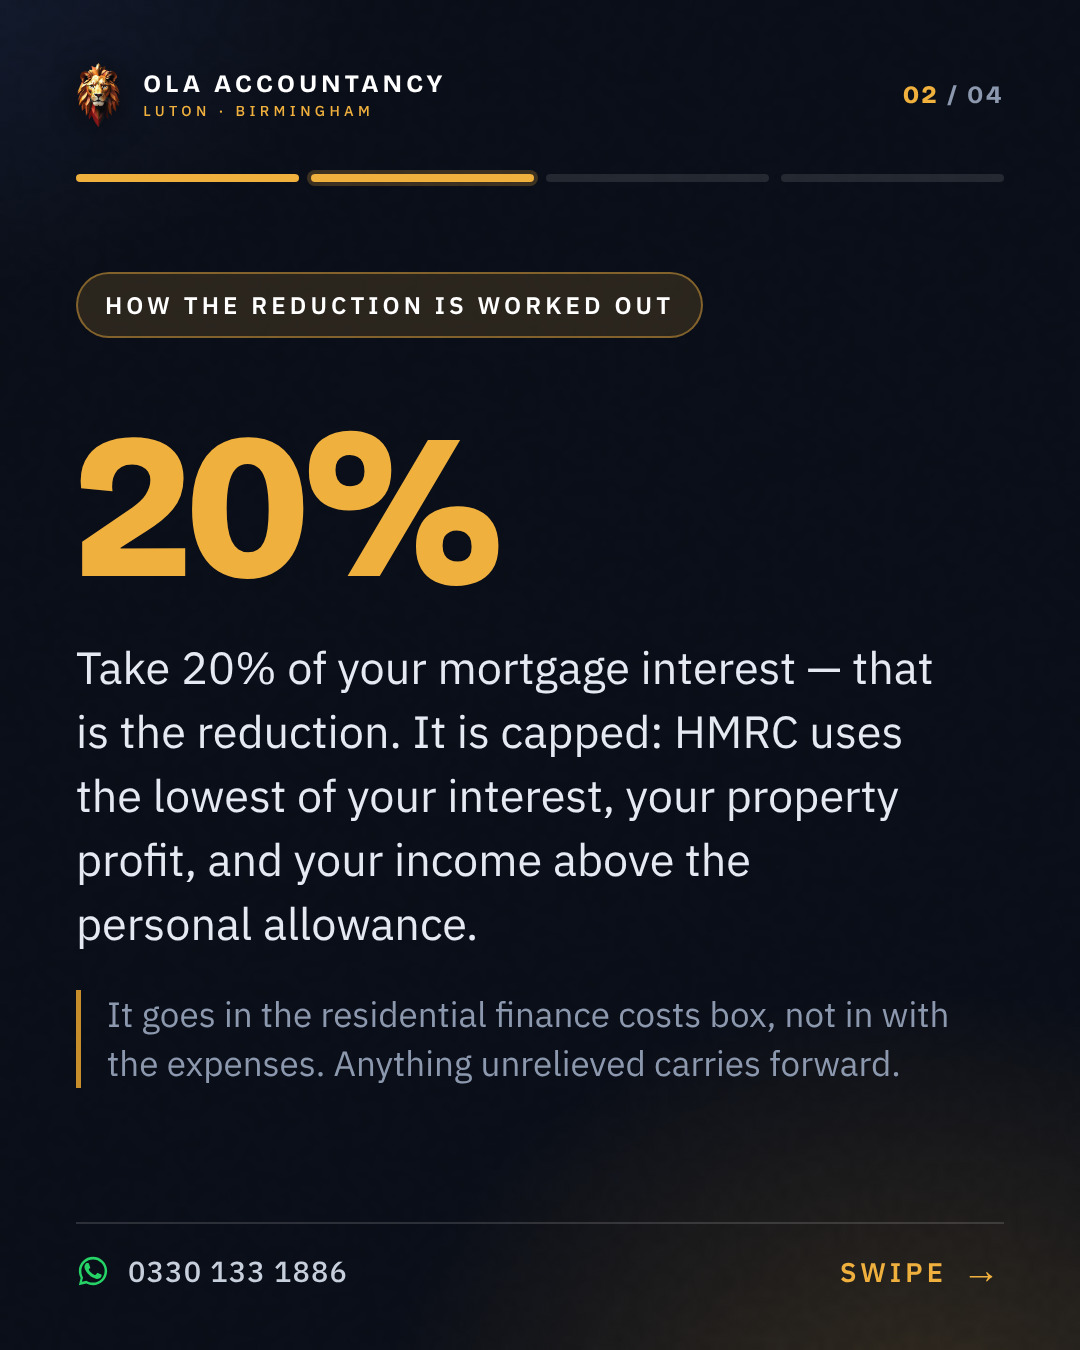 OLA ACCOUNTANCY
LUTON · BIRMINGHAM
02 / 04
HOW THE REDUCTION IS WORKED OUT
20%
Take 20% of your mortgage interest — that
is the reduction. It is capped: HMRC uses
the lowest of your interest, your property
profit, and your income above the
personal allowance.
It goes in the residential finance costs box, not in with
the expenses. Anything unrelieved carries forward.
0330 133 1886
SWIPE →